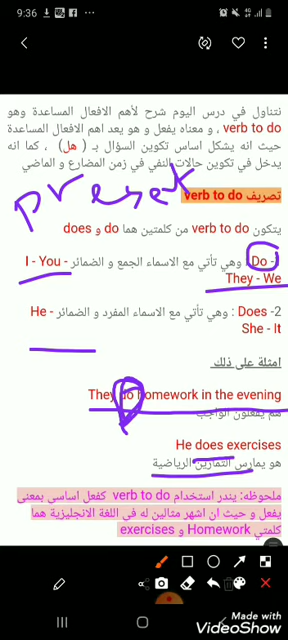 9:36
4G
نتناول في درس اليوم شرح لأهم الافعال المساعدة وهو
verb to do ، و معناه يفعل و هو يعد اهم الافعال المساعدة
حيث انه يشكل اساس تكوين السؤال بـ ( هل ) ، كما انه
يدخل في تكوين حالات النفي في زمن المضارع و الماضي
preset
تصريف verb to do
يتكون verb to do من كلمتين هما do و does
1- Do : وهي تأتي مع الاسماء الجمع و الضمائر - I - You
They - We
2- Does : وهي تأتي مع الاسماء المفرد و الضمائر - He
She - It
امثلة على ذلك
They do homework in the evening
هم يفعلون الواجب
He does exercises
هو يمارس التمارين الرياضية
ملحوظه: يندر استخدام verb to do كفعل اساسي بمعنى
يفعل و حيث ان اشهر مثالين له في اللغة الانجليزية هما
كلمتي Homework و exercises
Made with
VideoShow